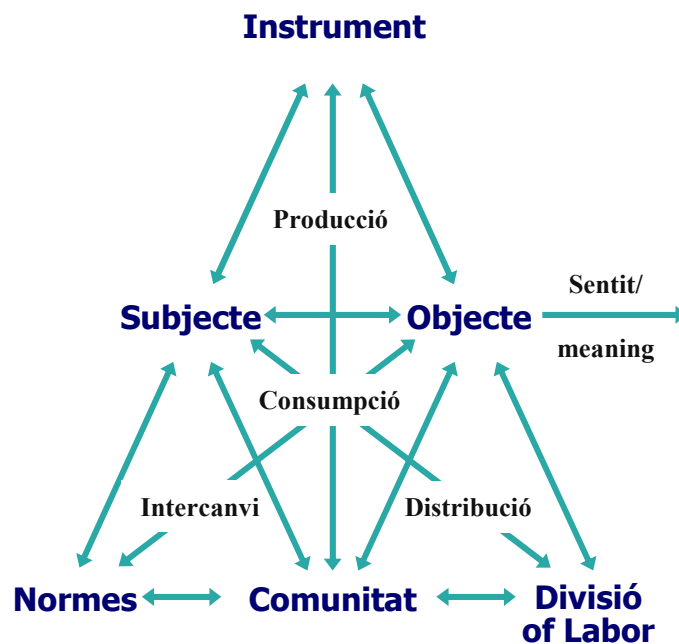 Instrument
Producció
Sentit/
Subjecte
Objecte
meaning
Consumpció
Intercanvi
Distribució
Normes
Comunitat
Divisió
of Labor